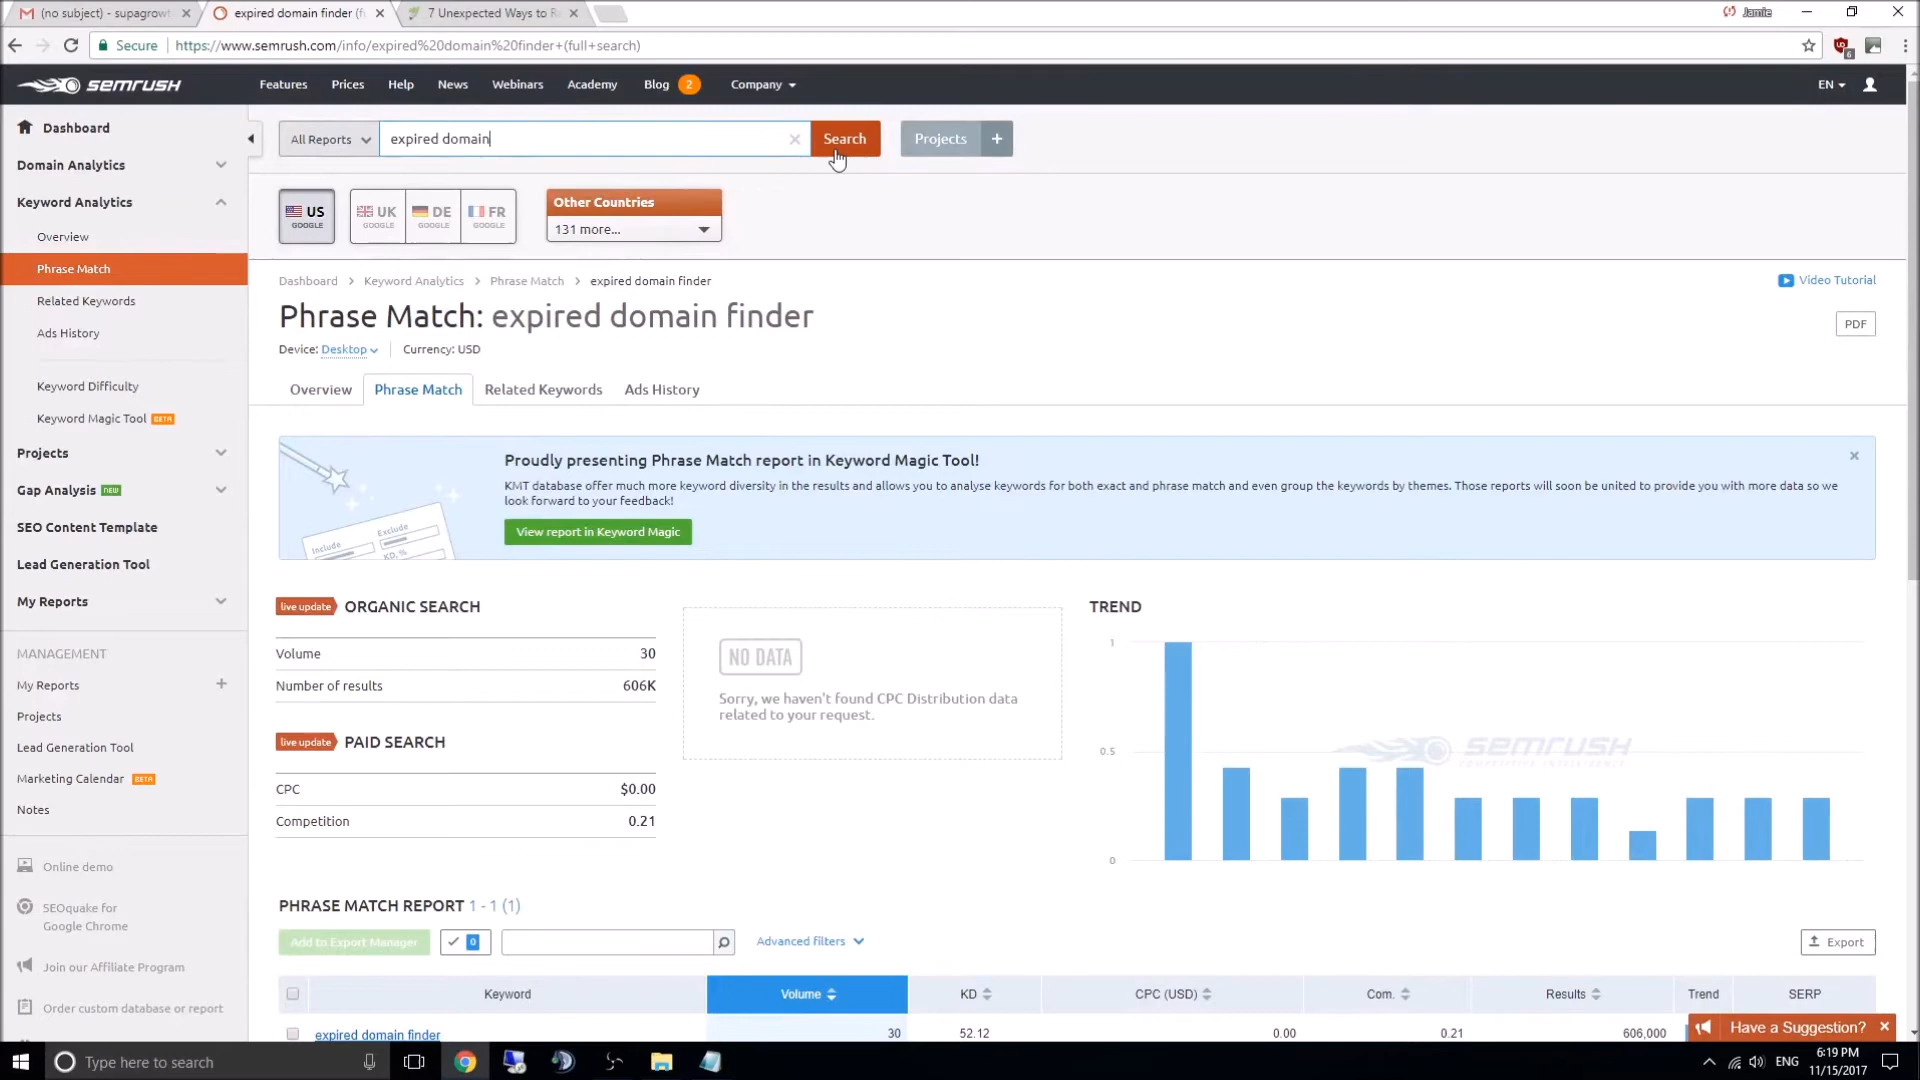 (no subject) - supagrowt
expired domain finder (f
7 Unexpected Ways to R
Jamie
Secure
https://www.semrush.com/info/expired%20domain%20finder+(full+search)
6
SEMRUSH
Features
Prices
Help
News
Webinars
Academy
Blog
2
Company
EN
Dashboard
Domain Analytics
Keyword Analytics
Overview
Phrase Match
Related Keywords
Ads History
Keyword Difficulty
Keyword Magic Tool BETA
Projects
Gap Analysis NEW
SEO Content Template
Lead Generation Tool
My Reports
MANAGEMENT
My Reports
Projects
Lead Generation Tool
Marketing Calendar BETA
Notes
Online demo
SEOquake for
Google Chrome
Join our Affiliate Program
Order custom database or report
All Reports
expired domain
Search
Projects
US
GOOGLE
UK
GOOGLE
DE
GOOGLE
FR
GOOGLE
Other Countries
131 more...
Dashboard > Keyword Analytics > Phrase Match > expired domain finder
Video Tutorial
Phrase Match: expired domain finder
PDF
Device: Desktop
Currency: USD
Overview
Phrase Match
Related Keywords
Ads History
Include
Exclude
KD, %
Proudly presenting Phrase Match report in Keyword Magic Tool!
KMT database offer much more keyword diversity in the results and allows you to analyse keywords for both exact and phrase match and even group the keywords by themes. Those reports will soon be united to provide you with more data so we
look forward to your feedback!
View report in Keyword Magic
live update ORGANIC SEARCH
Volume 30
Number of results 606K
live update PAID SEARCH
CPC $0.00
Competition 0.21
NO DATA
Sorry, we haven't found CPC Distribution data
related to your request.
TREND
1
0.5
0
SEMRUSH
COMPETITIVE INTELLIGENCE
PHRASE MATCH REPORT 1 - 1 (1)
Add to Export Manager
0
Advanced filters
Export
Keyword
Volume
KD
CPC (USD)
Com.
Results
Trend
SERP
expired domain finder 30 52.12 0.00 0.21 606,000
Have a Suggestion?
Type here to search
ENG
6:19 PM
11/15/2017